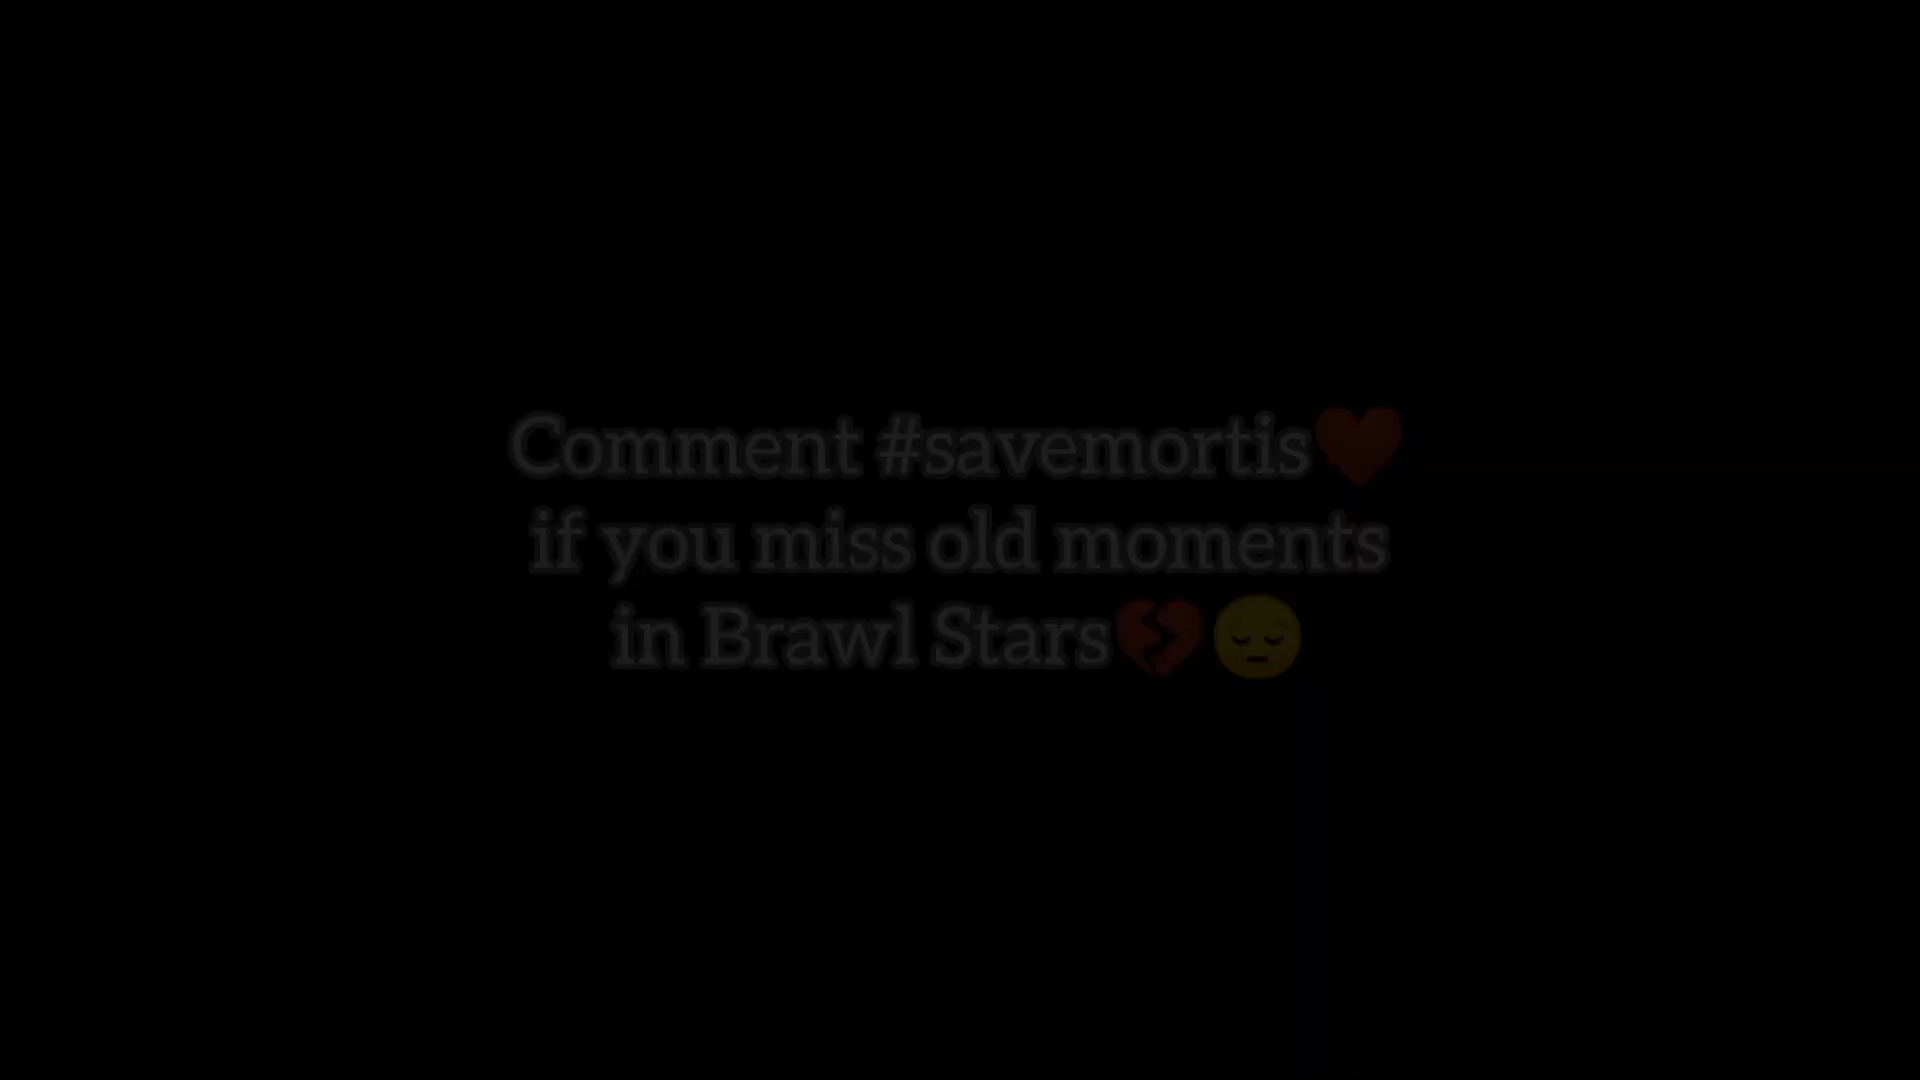 Comment #savemortis❤️
if you miss old moments
in Brawl Stars💔😔